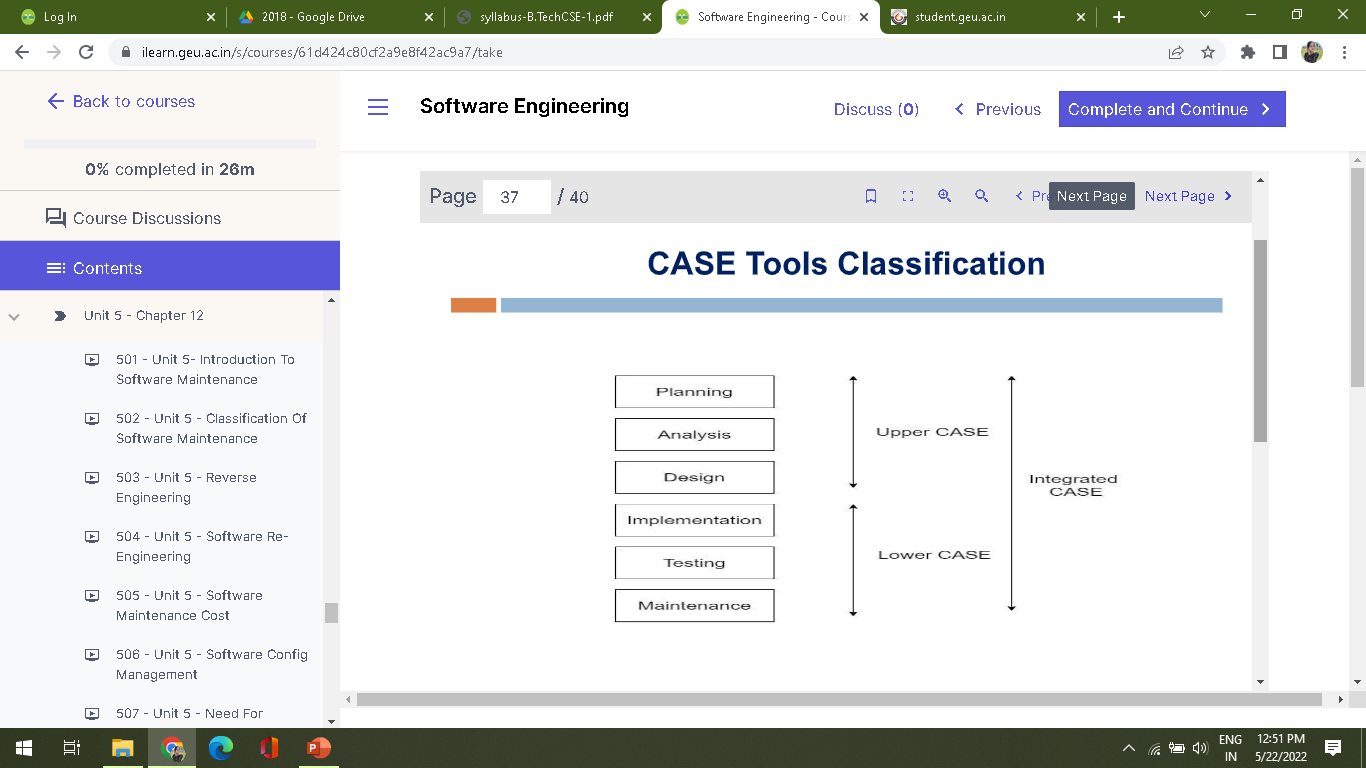 Log In
2018 - Google Drive
syllabus-B.TechCSE-1.pdf
Software Engineering - Cour
student.geu.ac.in
ilearn.geu.ac.in/s/courses/61d424c80cf2a9e8f42ac9a7/take
Back to courses
0% completed in 26m
Course Discussions
Contents
Unit 5 - Chapter 12
501 - Unit 5- Introduction To
Software Maintenance
502 - Unit 5 - Classification Of
Software Maintenance
503 - Unit 5 - Reverse
Engineering
504 - Unit 5 - Software Re-
Engineering
505 - Unit 5 - Software
Maintenance Cost
506 - Unit 5 - Software Config
Management
507 - Unit 5 - Need For
Software Engineering
Discuss (0)
Previous
Complete and Continue
Page 37 / 40
Pre
Next Page
Next Page
CASE Tools Classification
Planning
Analysis
Design
Implementation
Testing
Maintenance
Upper CASE
Lower CASE
Integrated
CASE
ENG
IN
12:51 PM
5/22/2022